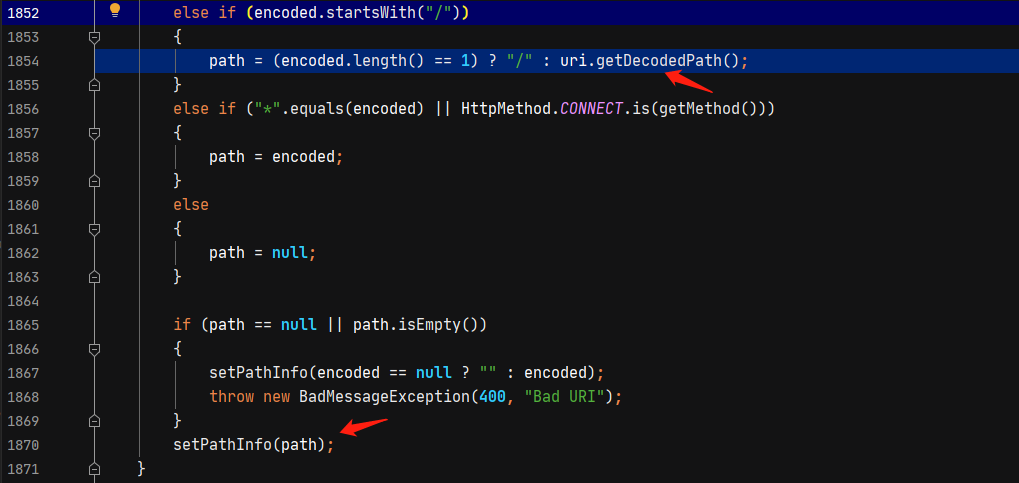 1852 else if (encoded.startsWith("/"))
1853 {
1854 path = (encoded.length() == 1) ? "/" : uri.getDecodedPath();
1855 }
1856 else if ("*".equals(encoded) || HttpMethod.CONNECT.is(getMethod()))
1857 {
1858 path = encoded;
1859 }
1860 else
1861 {
1862 path = null;
1863 }
1864
1865 if (path == null || path.isEmpty())
1866 {
1867 setPathInfo(encoded == null ? "" : encoded);
1868 throw new BadMessageException(400, "Bad URI");
1869 }
1870 setPathInfo(path);
1871 }